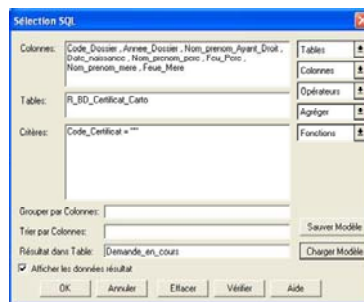 Sélection SQL
Colonnes:
Code_Dossier , Annee_Dossier , Nom_prenom_Ayant_Droit ,
Date_naissance , Nom_prenom_pere , Feu_Pere ,
Nom_prenom_mere , Feue_Mere
Tables
Colonnes
Opérateurs
Agréger
Fonctions
Tables:
R_BD_Certificat_Carto
Critères:
Code_Certificat = """
Grouper par Colonnes:
Trier par Colonnes:
Sauver Modèle
Résultat dans Table:
Demande_en_cours
Charger Modèle
Afficher les données résultat
OK
Annuler
Effacer
Vérifier
Aide